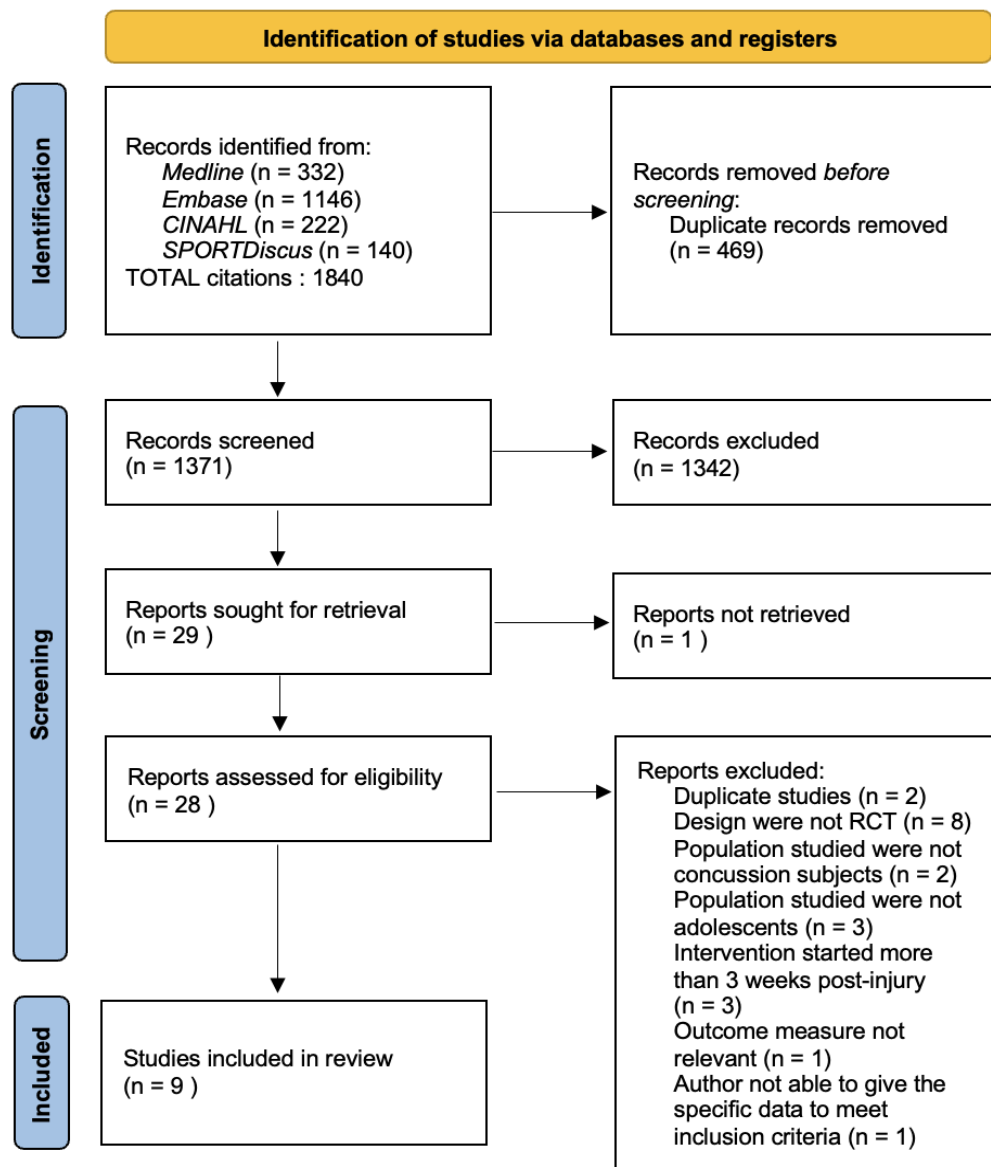 Identification of studies via databases and registers
Identification
Records identified from:
Medline (n = 332)
Embase (n = 1146)
CINAHL (n = 222)
SPORTDiscus (n = 140)
TOTAL citations : 1840
Records removed before
screening:
Duplicate records removed
(n = 469)
Screening
Records screened
(n = 1371)
Records excluded
(n = 1342)
Reports sought for retrieval
(n = 29 )
Reports not retrieved
(n = 1 )
Reports assessed for eligibility
(n = 28 )
Reports excluded:
Duplicate studies (n = 2)
Design were not RCT (n = 8)
Population studied were not
concussion subjects (n = 2)
Population studied were not
adolescents (n = 3)
Intervention started more
than 3 weeks post-injury
(n = 3)
Outcome measure not
relevant (n = 1)
Author not able to give the
specific data to meet
inclusion criteria (n = 1)
Included
Studies included in review
(n = 9 )